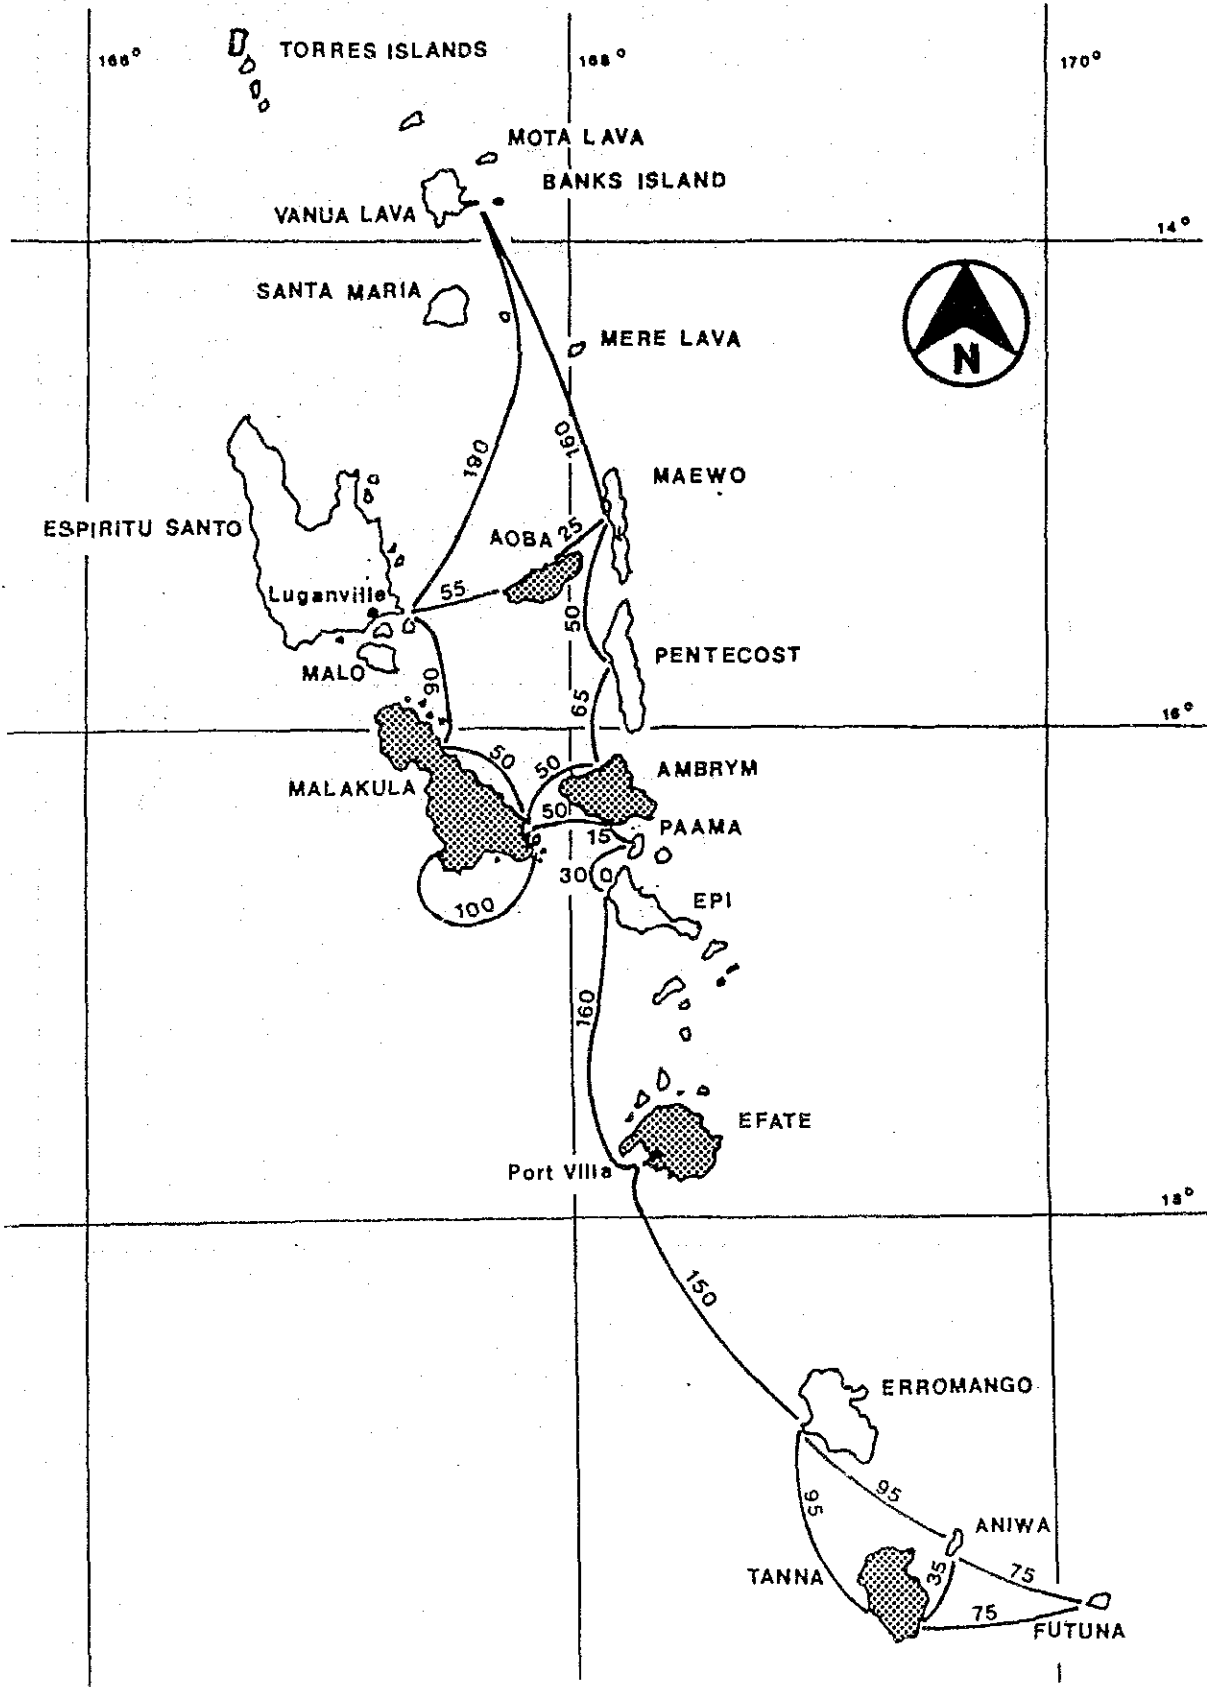 166°
168°
170°
TORRES ISLANDS
MOTA LAVA
BANKS ISLAND
VANUA LAVA
14°
SANTA MARIA
MERE LAVA
N
190
160
MAEWO
ESPIRITU SANTO
AOBA
25
Luganville
55
50
PENTECOST
MALO
90
65
16°
50
50
AMBRYM
MALAKULA
50
PAAMA
15
30
EPI
100
160
EFATE
Port Villa
18°
150
ERROMANGO
95
95
ANIWA
TANNA
35
75
75
FUTUNA